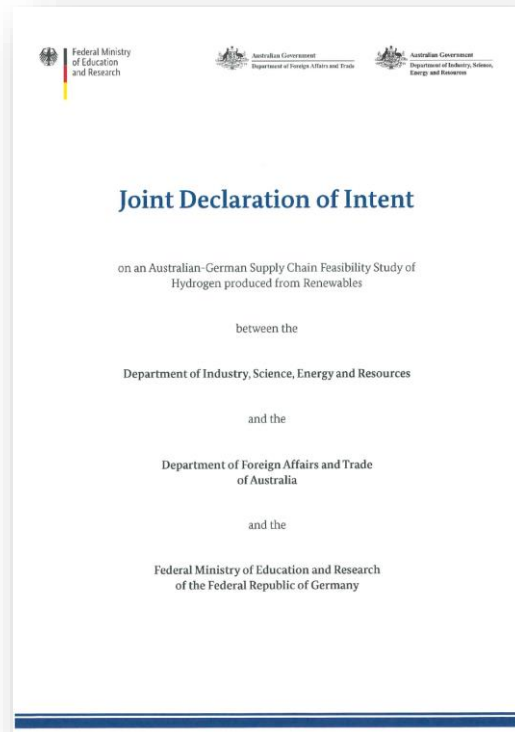 Federal Ministry
of Education
and Research
Australian Government
Department of Foreign Affairs and Trade
Australian Government
Department of Industry, Science,
Energy and Resources
Joint Declaration of Intent
on an Australian-German Supply Chain Feasibility Study of
Hydrogen produced from Renewables
between the
Department of Industry, Science, Energy and Resources
and the
Department of Foreign Affairs and Trade
of Australia
and the
Federal Ministry of Education and Research
of the Federal Republic of Germany